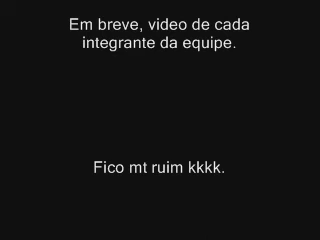 Em breve, video de cada
integrante da equipe.
Fico mt ruim kkkk.